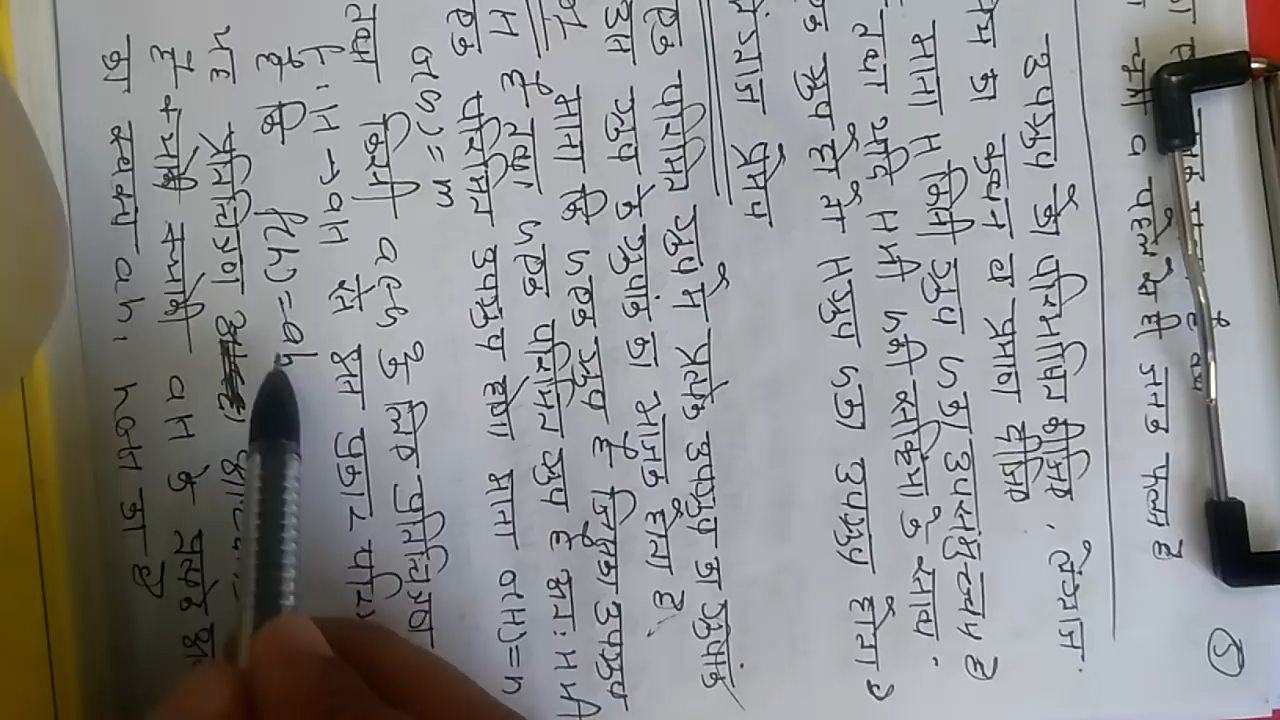 व पहले से ही जनक फलन है
उपग्रुप को परिभाषित कीजिए, लेग्रांज
प्रमेय का कथन व प्रमाण दीजिए
माना H किसी ग्रुप G का उपसमुच्चय है
तथा यदि H भी G की संक्रिया के साथ
ग्रुप हो तो H ग्रुप G का उपग्रुप होगा
लेग्रांज प्रमेय
एक परिमित ग्रुप में प्रत्येक उपग्रुप का ग्रुपांक
उस ग्रुप के ग्रुपांक का भाजक होता है।
माना कि G एक ग्रुप है जिसका उपग्रुप
H है तथा G एक परिमित ग्रुप है अतः H भी
एक परिमित उपग्रुप होगा माना O(H)=n
O(G)=m
तथा किसी a∈G के लिए प्रतिचित्रण
f:H→aH को इस प्रकार
है कि f(h)=ah
यह प्रतिचित्रण
है क्योंकि क्योंकि aH के प्रत्येक
का स्वरूप ah, h∈H का है
5